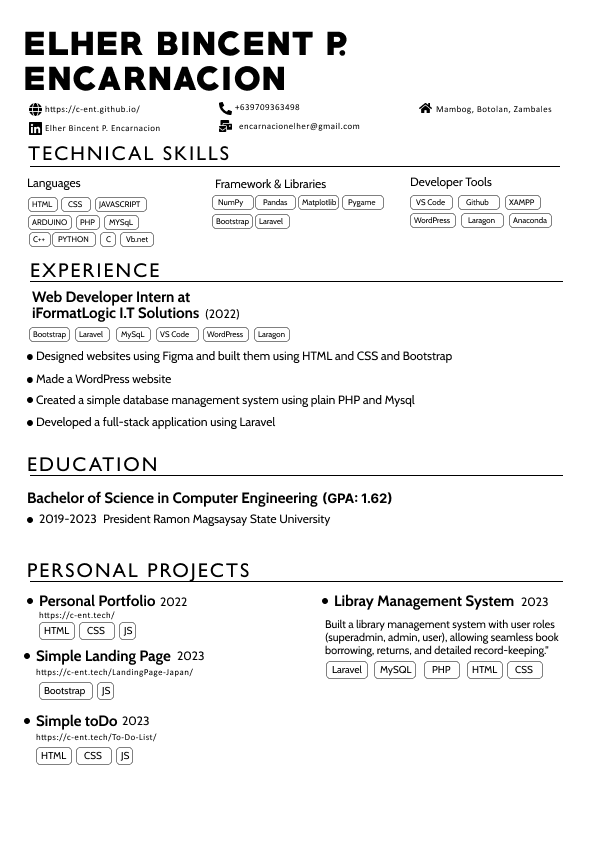 ELHER BINCENT P.
ENCARNACION
https://c-ent.github.io/
+639709363498
Mambog, Botolan, Zambales
Elher Bincent P. Encarnacion
encarnacionelher@gmail.com
TECHNICAL SKILLS
Languages
HTML CSS JAVASCRIPT
ARDUINO PHP MYSqL
C++ PYTHON C Vb.net
Framework & Libraries
NumPy Pandas Matplotlib Pygame
Bootstrap Laravel
Developer Tools
VS Code Github XAMPP
WordPress Laragon Anaconda
EXPERIENCE
Web Developer Intern at
iFormatLogic I.T Solutions (2022)
Bootstrap Laravel MySqL VS Code WordPress Laragon
● Designed websites using Figma and built them using HTML and CSS and Bootstrap
● Made a WordPress website
● Created a simple database management system using plain PHP and Mysql
● Developed a full-stack application using Laravel
EDUCATION
Bachelor of Science in Computer Engineering (GPA: 1.62)
● 2019-2023 President Ramon Magsaysay State University
PERSONAL PROJECTS
● Personal Portfolio 2022
https://c-ent.tech/
HTML CSS JS
● Simple Landing Page 2023
https://c-ent.tech/LandingPage-Japan/
Bootstrap JS
● Simple toDo 2023
https://c-ent.tech/To-Do-List/
HTML CSS JS
● Libray Management System 2023
Built a library management system with user roles
(superadmin, admin, user), allowing seamless book
borrowing, returns, and detailed record-keeping."
Laravel MySQL PHP HTML CSS